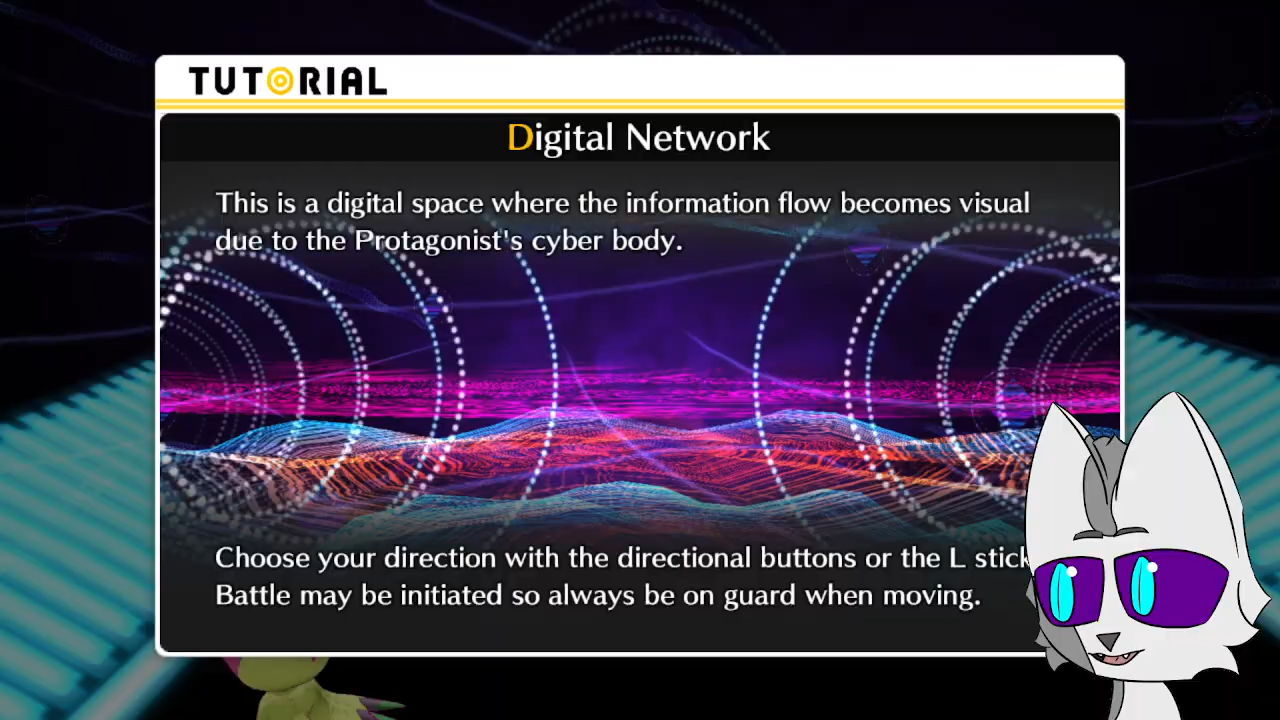 TUTORIAL
Digital Network
This is a digital space where the information flow becomes visual
due to the Protagonist's cyber body.
Choose your direction with the directional buttons or the L stick
Battle may be initiated so always be on guard when moving.